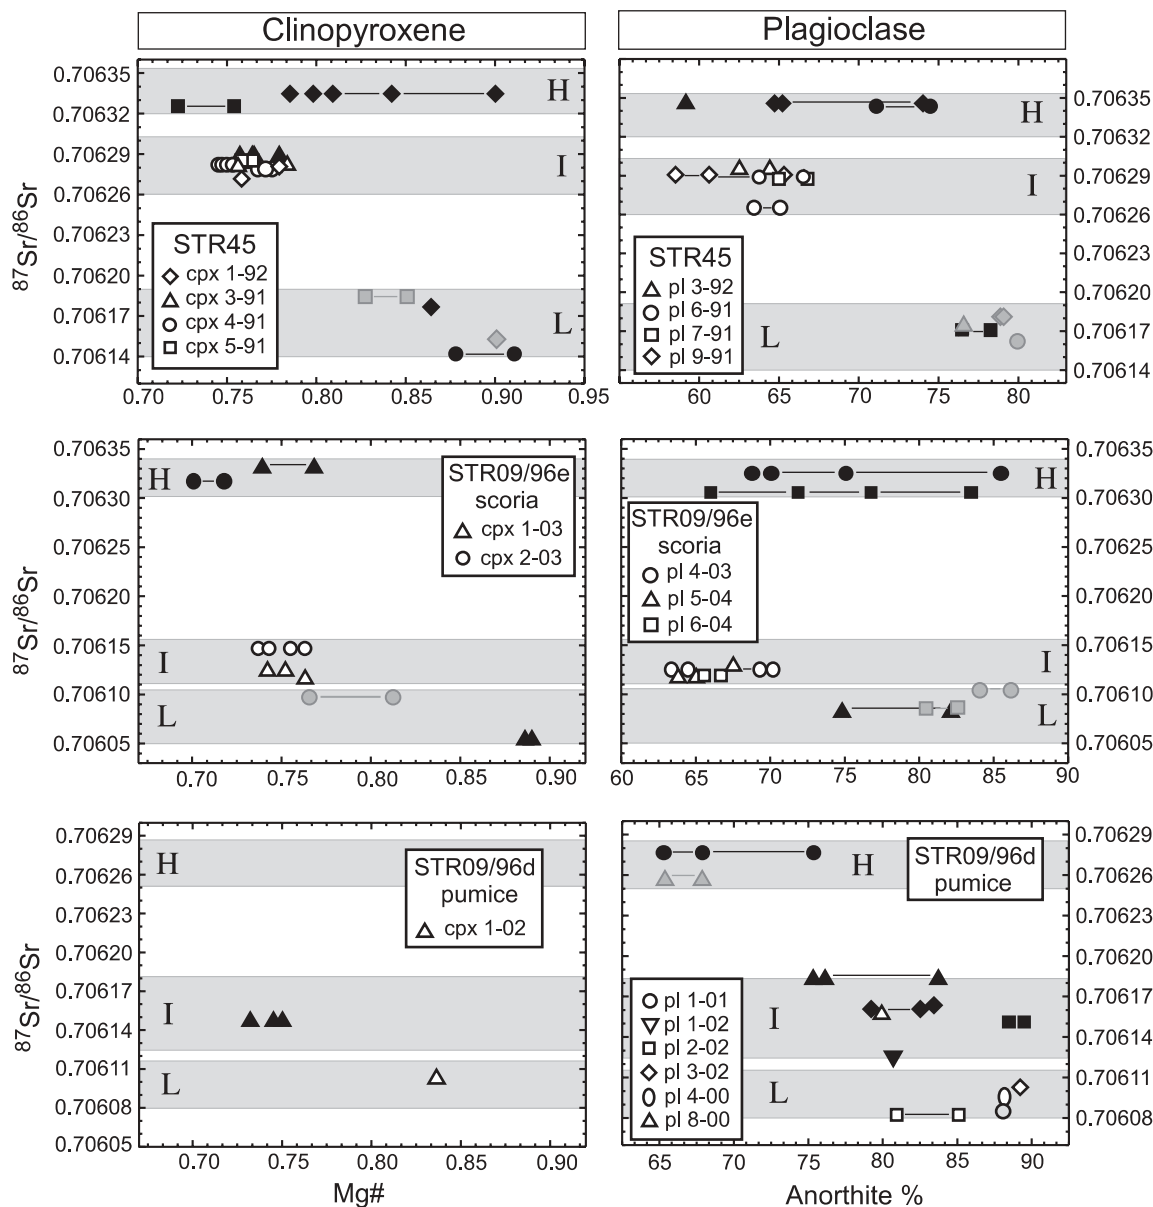 Clinopyroxene
Plagioclase
0.70635
0.70632
0.70629
0.70626
0.70623
0.70620
0.70617
0.70614
87Sr/86Sr
H
I
L
STR45
cpx 1-92
cpx 3-91
cpx 4-91
cpx 5-91
0.70 0.75 0.80 0.85 0.90 0.95
H
I
L
STR45
pl 3-92
pl 6-91
pl 7-91
pl 9-91
0.70635
0.70632
0.70629
0.70626
0.70623
0.70620
0.70617
0.70614
60 65 70 75 80
0.70635
0.70630
0.70625
0.70620
0.70615
0.70610
0.70605
87Sr/86Sr
H
I
L
STR09/96e
scoria
cpx 1-03
cpx 2-03
0.70 0.75 0.80 0.85 0.90
H
I
L
STR09/96e
scoria
pl 4-03
pl 5-04
pl 6-04
0.70635
0.70630
0.70625
0.70620
0.70615
0.70610
0.70605
60 65 70 75 80 85 90
0.70629
0.70626
0.70623
0.70620
0.70617
0.70614
0.70611
0.70608
0.70605
87Sr/86Sr
H
I
L
STR09/96d
pumice
cpx 1-02
0.70 0.75 0.80 0.85 0.90
Mg#
H
I
L
STR09/96d
pumice
pl 1-01
pl 1-02
pl 2-02
pl 3-02
pl 4-00
pl 8-00
0.70629
0.70626
0.70623
0.70620
0.70617
0.70614
0.70611
0.70608
65 70 75 80 85 90
Anorthite %